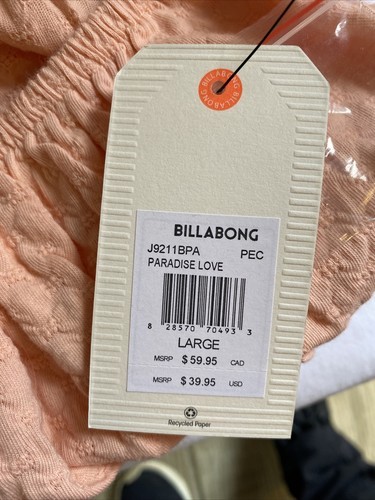 BILLABONG BILLABONG
BILLABONG
J9211BPA PEC
PARADISE LOVE
8 28570 70493 3
LARGE
MSRP $ 59.95 CAD
MSRP $ 39.95 USD
Recycled Paper